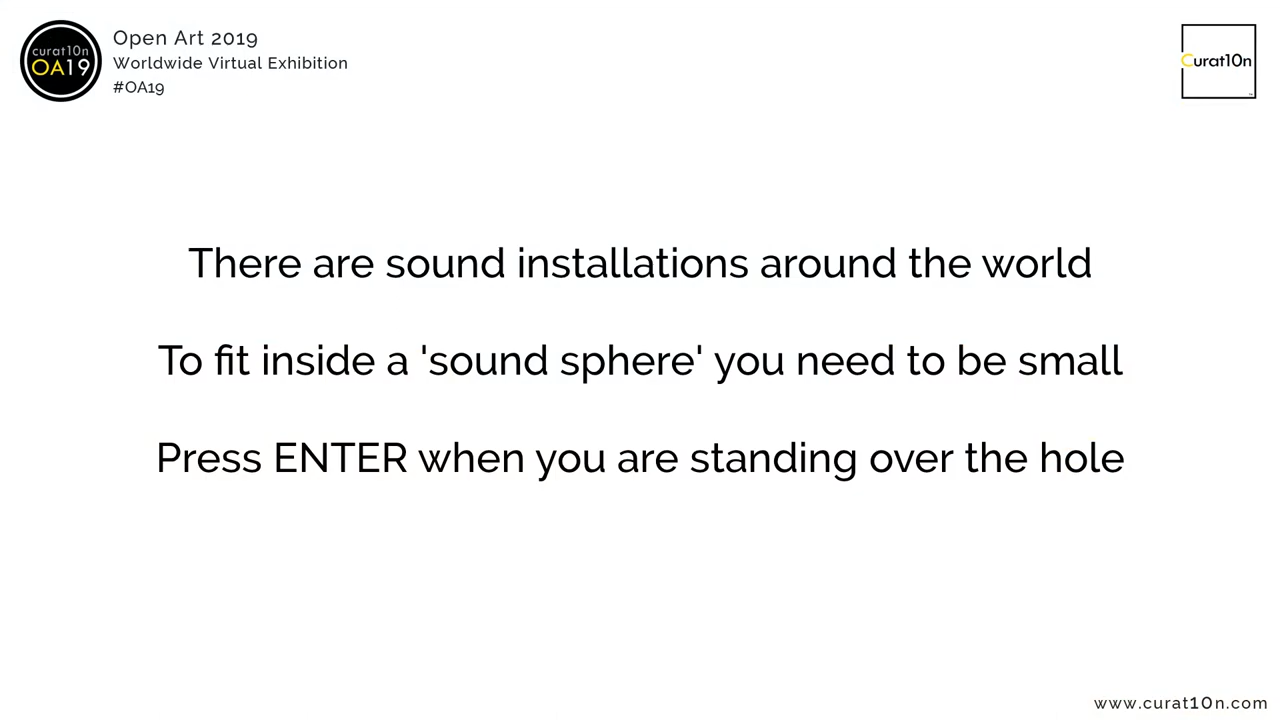 curat10n
OA19
Open Art 2019
Worldwide Virtual Exhibition
#OA19
Curat10n
There are sound installations around the world
To fit inside a 'sound sphere' you need to be small
Press ENTER when you are standing over the hole
www.curat10n.com